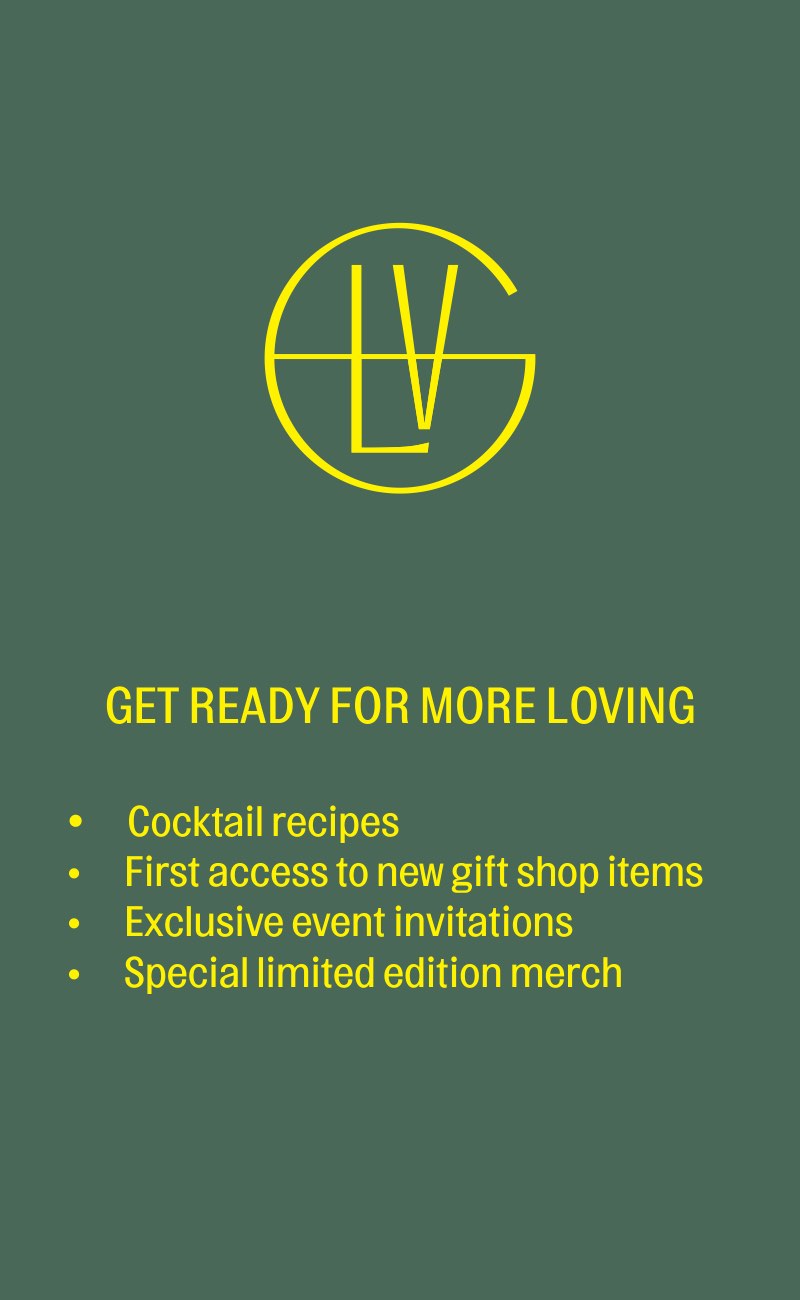 GLV
GET READY FOR MORE LOVING
• Cocktail recipes
• First access to new gift shop items
• Exclusive event invitations
• Special limited edition merch